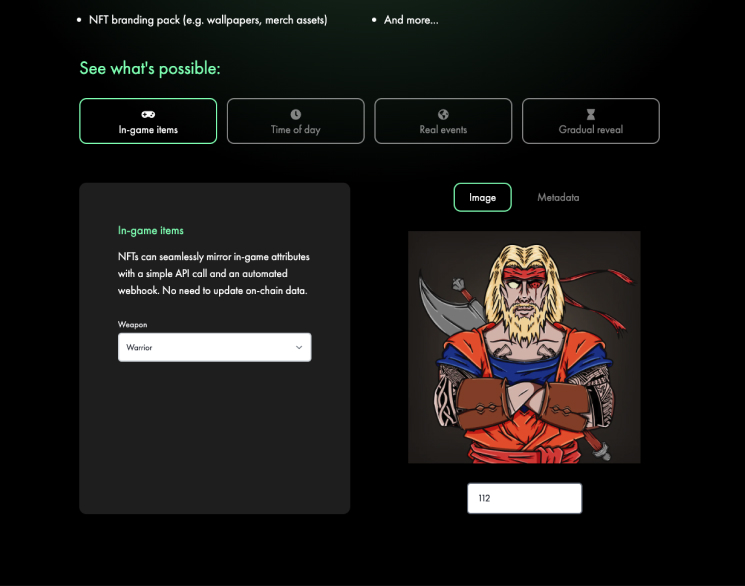 NFT branding pack (e.g. wallpapers, merch assets)
And more...
See what's possible:
In-game items
Time of day
Real events
Gradual reveal
In-game items
NFTs can seamlessly mirror in-game attributes
with a simple API call and an automated
webhook. No need to update on-chain data.
Weapon
Warrior
Image
Metadata
112